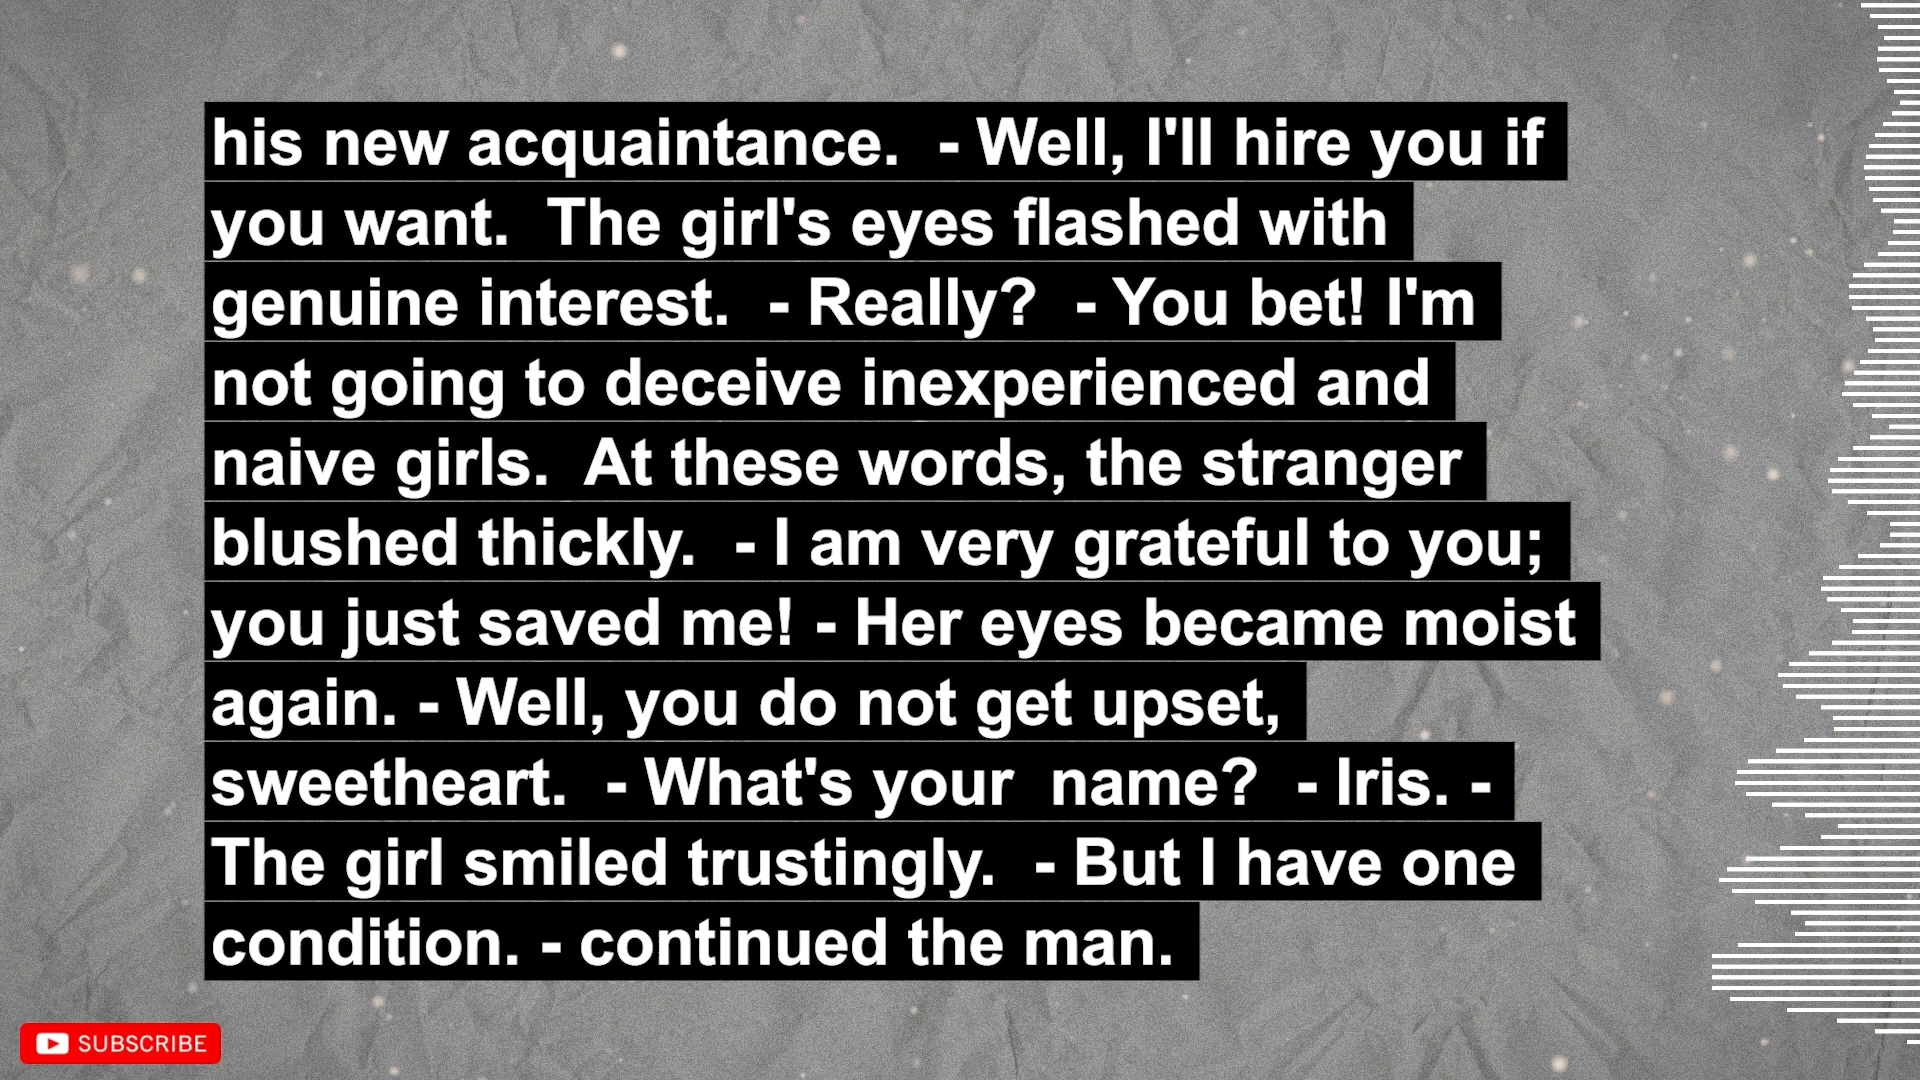 his new acquaintance.  - Well, I'll hire you if
you want.  The girl's eyes flashed with
genuine interest.  - Really?  - You bet! I'm
not going to deceive inexperienced and
naive girls.  At these words, the stranger
blushed thickly.  - I am very grateful to you;
you just saved me! - Her eyes became moist
again. - Well, you do not get upset,
sweetheart.  - What's your  name?  - Iris. -
The girl smiled trustingly.  - But I have one
condition. - continued the man.
SUBSCRIBE